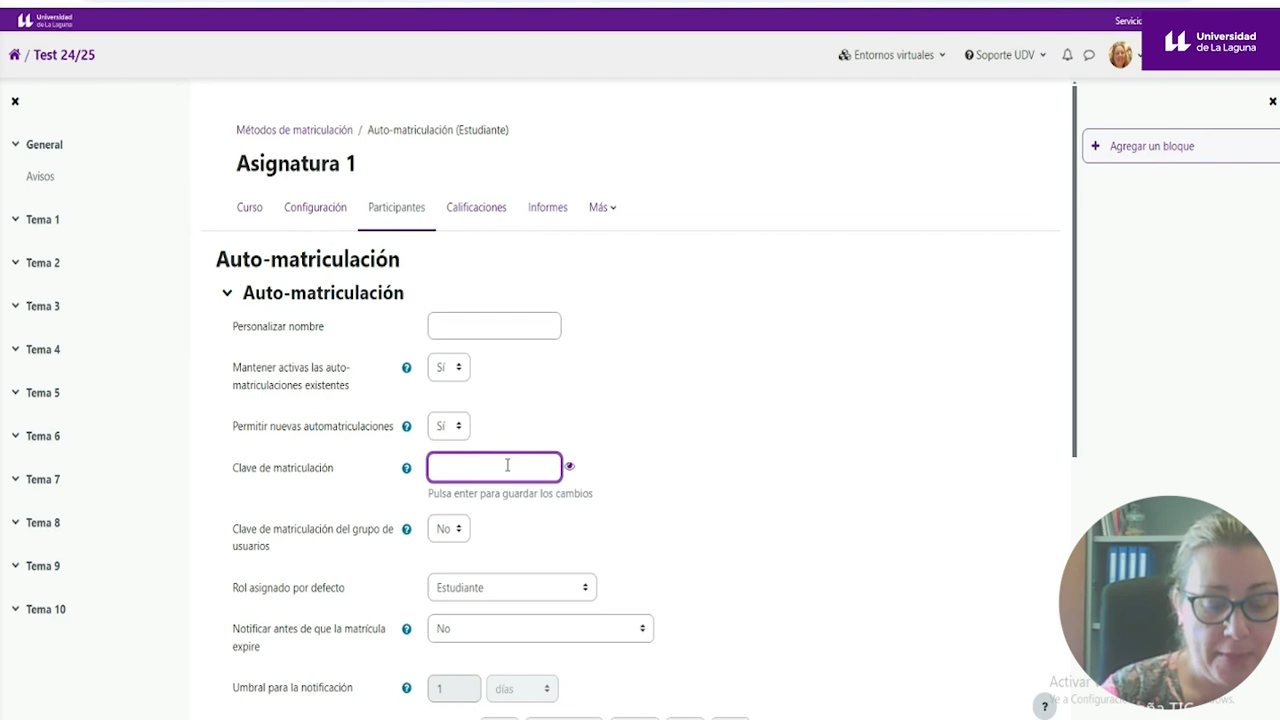 Universidad
de La Laguna
Servicio
Universidad
de La Laguna
/ Test 24/25
Entornos virtuales
Soporte UDV
General
Avisos
Tema 1
Tema 2
Tema 3
Tema 4
Tema 5
Tema 6
Tema 7
Tema 8
Tema 9
Tema 10
Métodos de matriculación / Auto-matriculación (Estudiante)
Asignatura 1
Curso Configuración Participantes Calificaciones Informes Más
Auto-matriculación
Auto-matriculación
Personalizar nombre
Mantener activas las auto-
matriculaciones existentes
Sí
Permitir nuevas automatriculaciones
Sí
Clave de matriculación
Pulsa enter para guardar los cambios
Clave de matriculación del grupo de
usuarios
No
Rol asignado por defecto
Estudiante
Notificar antes de que la matrícula
expire
No
Umbral para la notificación
1 días
+ Agregar un bloque
Activar
?